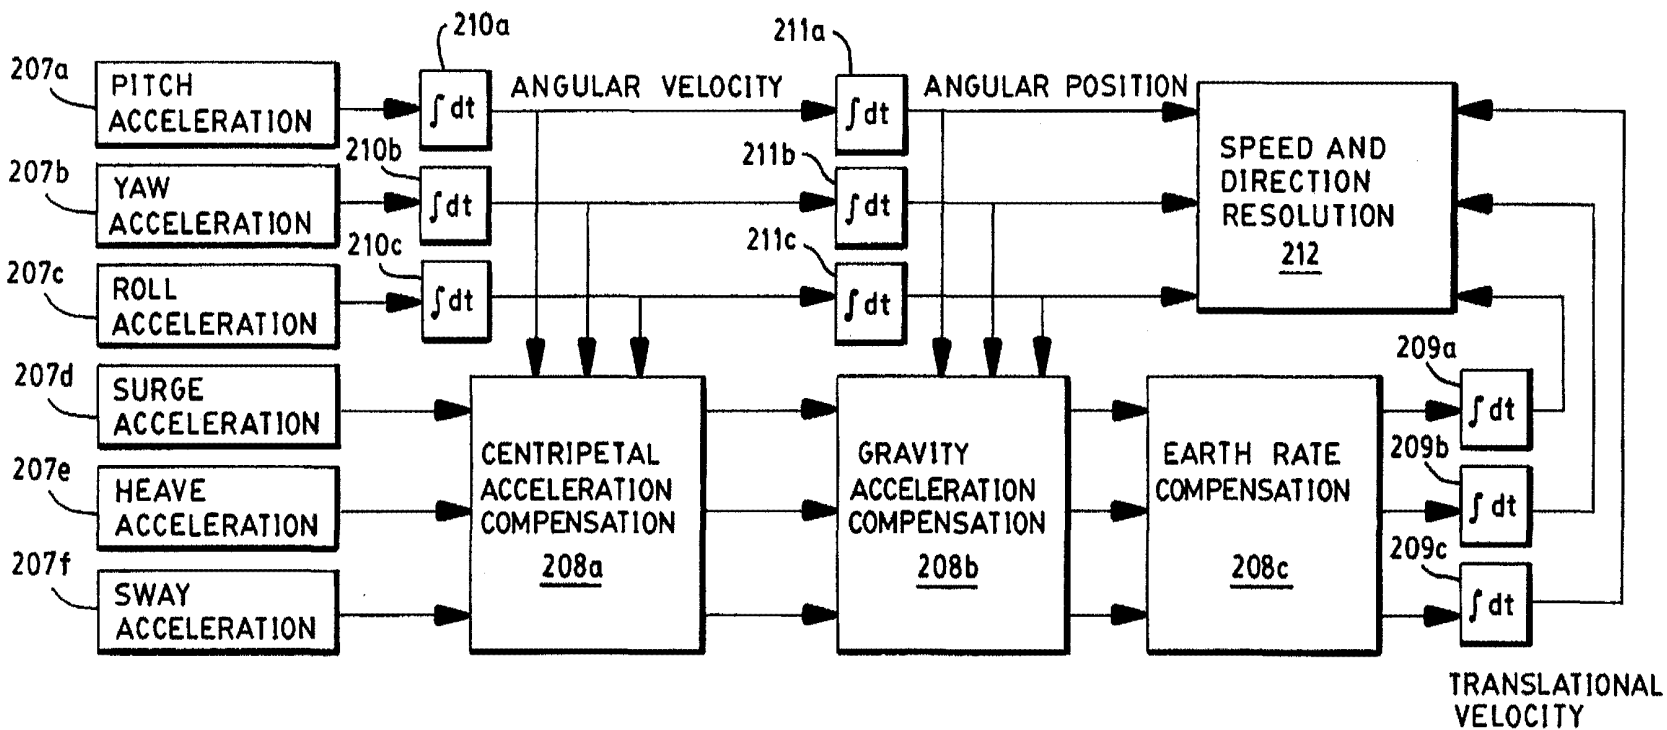 210a
211a
207a
PITCH
ACCELERATION
∫dt
ANGULAR VELOCITY
∫dt
ANGULAR POSITION
210b
211b
207b
YAW
ACCELERATION
∫dt
∫dt
SPEED AND
DIRECTION
RESOLUTION
212
210c
211c
207c
ROLL
ACCELERATION
∫dt
∫dt
207d
SURGE
ACCELERATION
209a
∫dt
207e
HEAVE
ACCELERATION
CENTRIPETAL
ACCELERATION
COMPENSATION
208a
GRAVITY
ACCELERATION
COMPENSATION
208b
EARTH RATE
COMPENSATION
208c
209b
∫dt
207f
SWAY
ACCELERATION
209c
∫dt
TRANSLATIONAL
VELOCITY